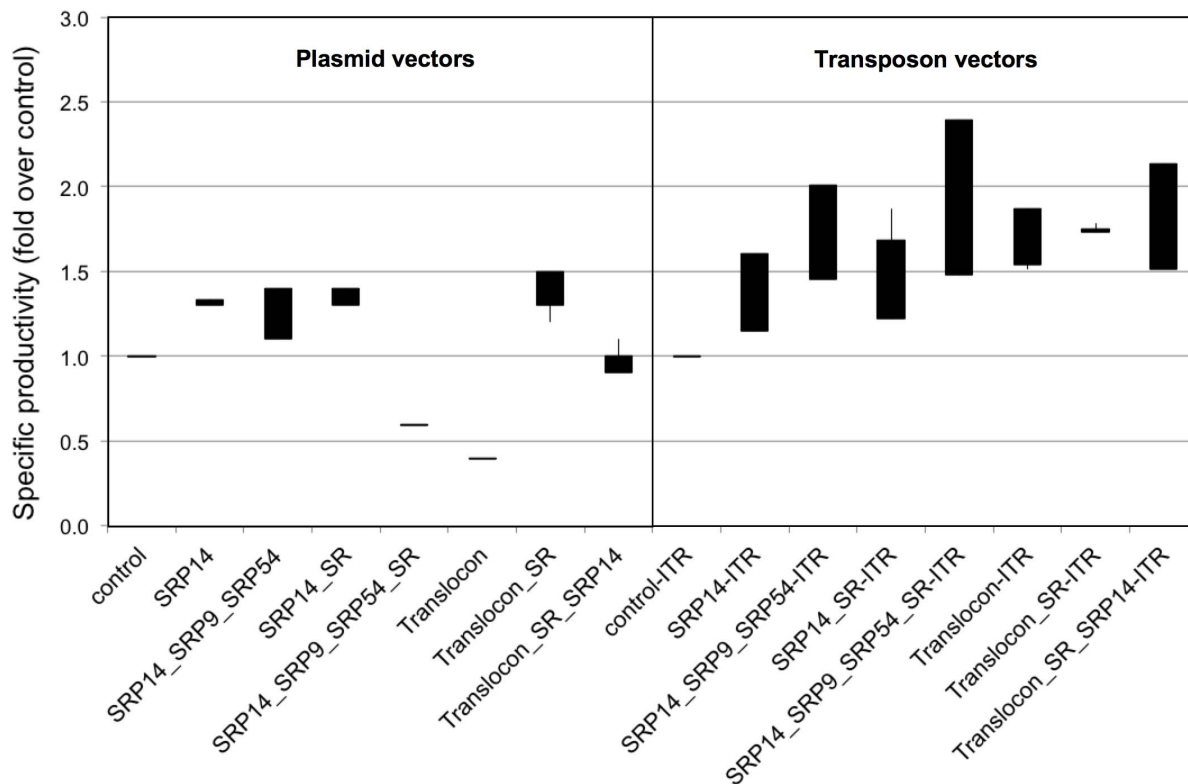 Specific productivity (fold over control)
3.0
2.5
2.0
1.5
1.0
0.5
0.0
Plasmid vectors
Transposon vectors
control
SRP14
SRP14_SRP9_SRP54
SRP14_SR
SRP14_SRP9_SRP54_SR
Translocon
Translocon_SR
Translocon_SR_SRP14
control-ITR
SRP14-ITR
SRP14_SRP9_SRP54-ITR
SRP14_SR-ITR
SRP14_SRP9_SRP54_SR-ITR
Translocon-ITR
Translocon_SR-ITR
Translocon_SR_SRP14-ITR